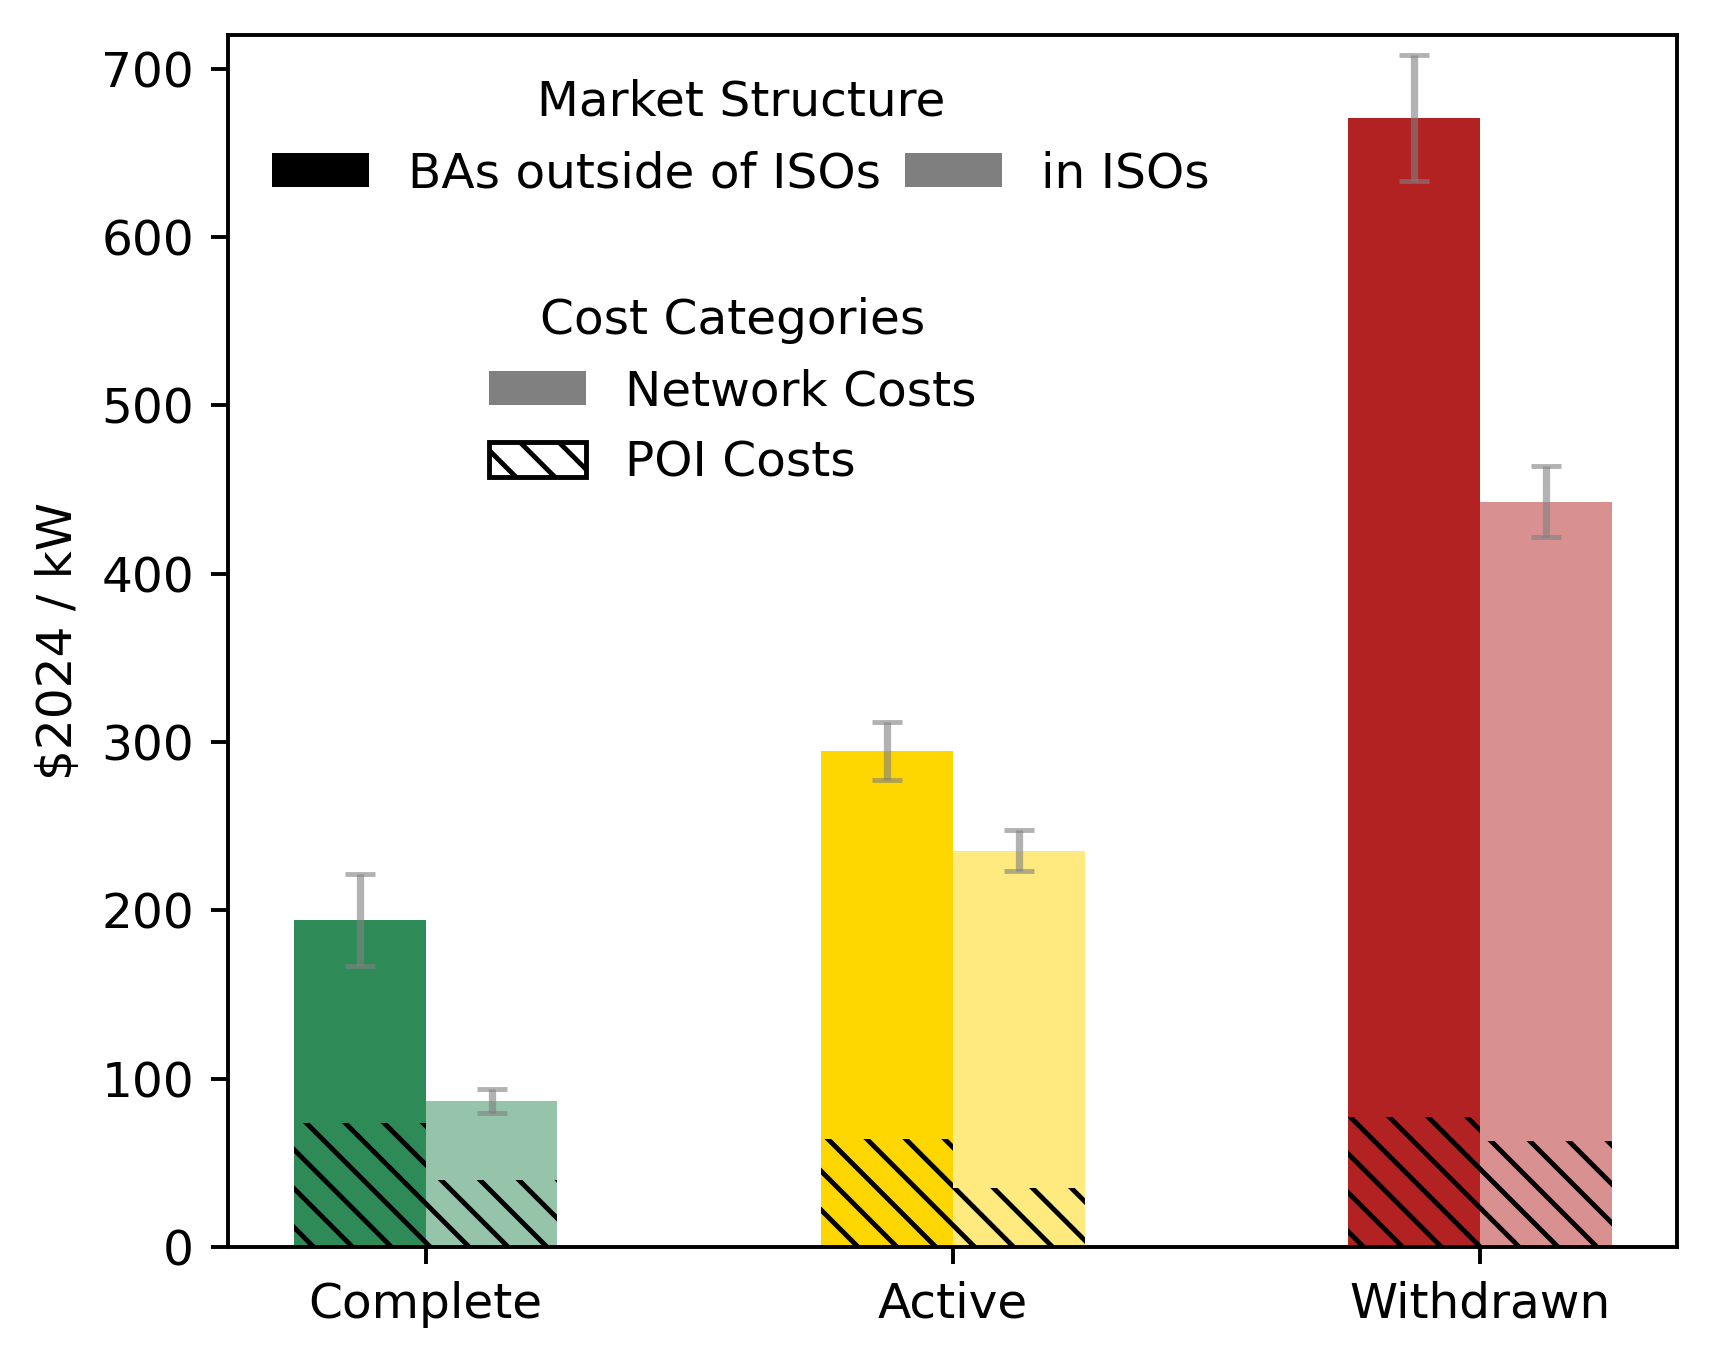 Market Structure
BAs outside of ISOs in ISOs
Cost Categories
Network Costs
POI Costs
$2024 / kW
700
600
500
400
300
200
100
0
Complete Active Withdrawn